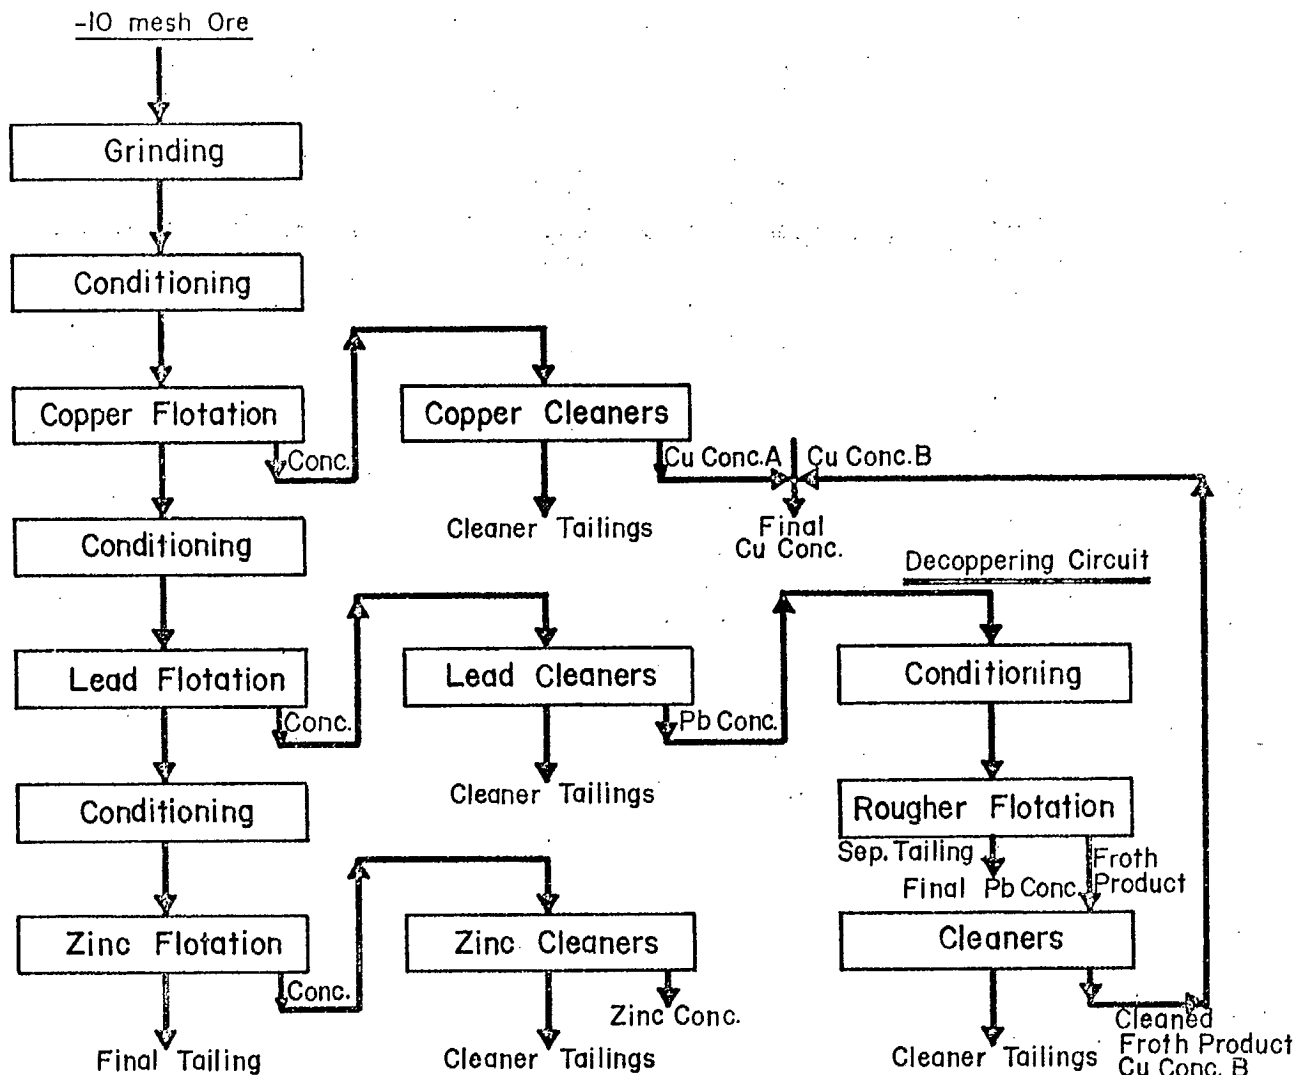 -10 mesh Ore
Grinding
Conditioning
Copper Flotation
Conc.
Copper Cleaners
Cu Conc.A
Cu Conc.B
Cleaner Tailings
Final
Cu Conc.
Conditioning
Decoppering Circuit
Lead Flotation
Conc.
Lead Cleaners
Pb Conc.
Conditioning
Cleaner Tailings
Conditioning
Rougher Flotation
Sep. Tailing
Final Pb Conc.
Froth
Product
Zinc Flotation
Conc.
Zinc Cleaners
Zinc Conc.
Cleaners
Final Tailing
Cleaner Tailings
Cleaner Tailings
Cleaned
Froth Product
Cu Conc. B